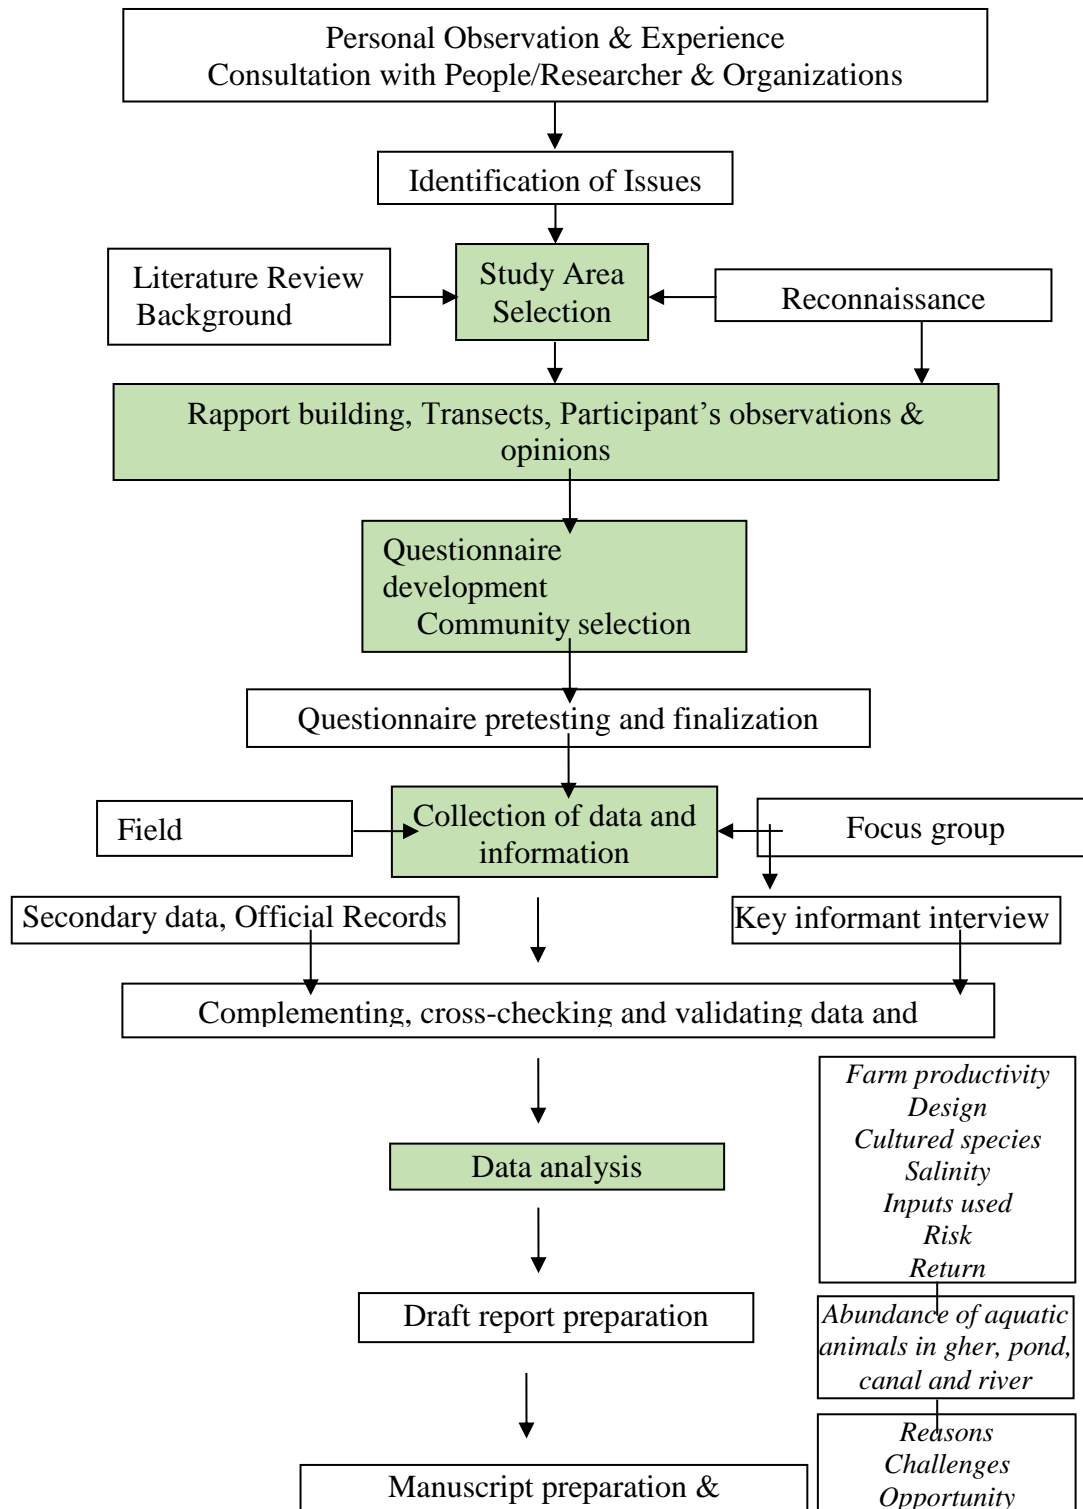 Personal Observation & Experience
Consultation with People/Researcher & Organizations
Identification of Issues
Literature Review
Background
Study Area
Selection
Reconnaissance
Rapport building, Transects, Participant's observations &
opinions
Questionnaire
development
Community selection
Questionnaire pretesting and finalization
Field
Collection of data and
information
Focus group
Secondary data, Official Records
Key informant interview
Complementing, cross-checking and validating data and
Data analysis
Farm productivity
Design
Cultured species
Salinity
Inputs used
Risk
Return
Draft report preparation
Abundance of aquatic
animals in gher, pond,
canal and river
Manuscript preparation &
Reasons
Challenges
Opportunity